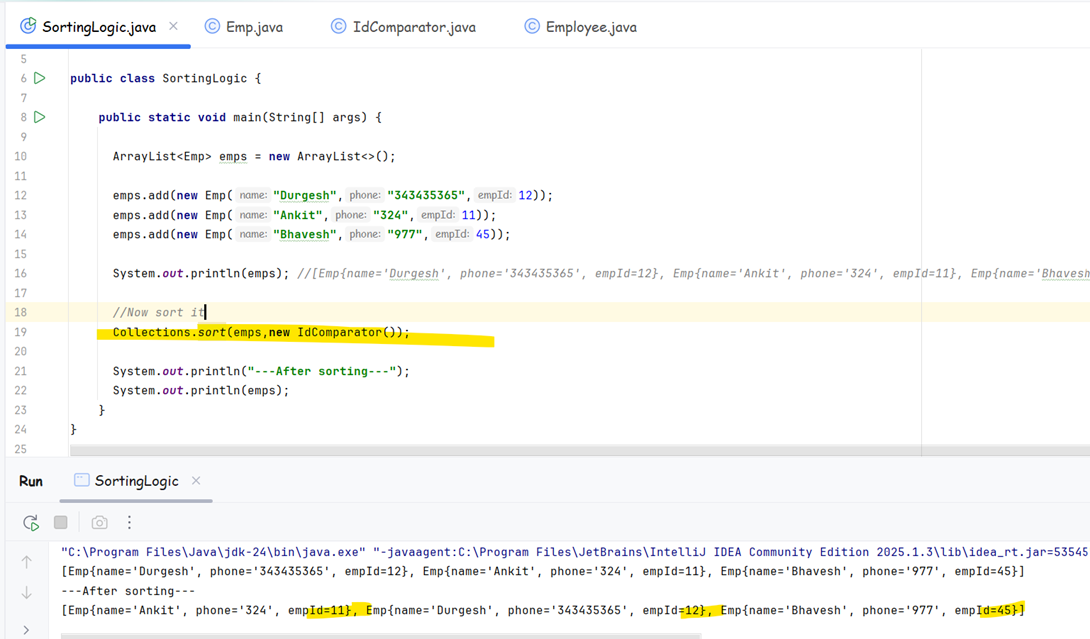 SortingLogic.java
Emp.java
IdComparator.java
Employee.java
5
6 public class SortingLogic {
7
8 public static void main(String[] args) {
9
10 ArrayList<Emp> emps = new ArrayList<>();
11
12 emps.add(new Emp( name: "Durgesh", phone: "343435365", empId: 12));
13 emps.add(new Emp( name: "Ankit", phone: "324", empId: 11));
14 emps.add(new Emp( name: "Bhavesh", phone: "977", empId: 45));
15
16 System.out.println(emps); //[Emp{name='Durgesh', phone='343435365', empId=12}, Emp{name='Ankit', phone='324', empId=11}, Emp{name='Bhavesh
17
18 //Now sort it
19 Collections.sort(emps,new IdComparator());
20
21 System.out.println("---After sorting---");
22 System.out.println(emps);
23 }
24 }
25
Run SortingLogic
"C:\Program Files\Java\jdk-24\bin\java.exe" "-javaagent:C:\Program Files\JetBrains\IntelliJ IDEA Community Edition 2025.1.3\lib\idea_rt.jar=53545
[Emp{name='Durgesh', phone='343435365', empId=12}, Emp{name='Ankit', phone='324', empId=11}, Emp{name='Bhavesh', phone='977', empId=45}]
---After sorting---
[Emp{name='Ankit', phone='324', empId=11}, Emp{name='Durgesh', phone='343435365', empId=12}, Emp{name='Bhavesh', phone='977', empId=45}]